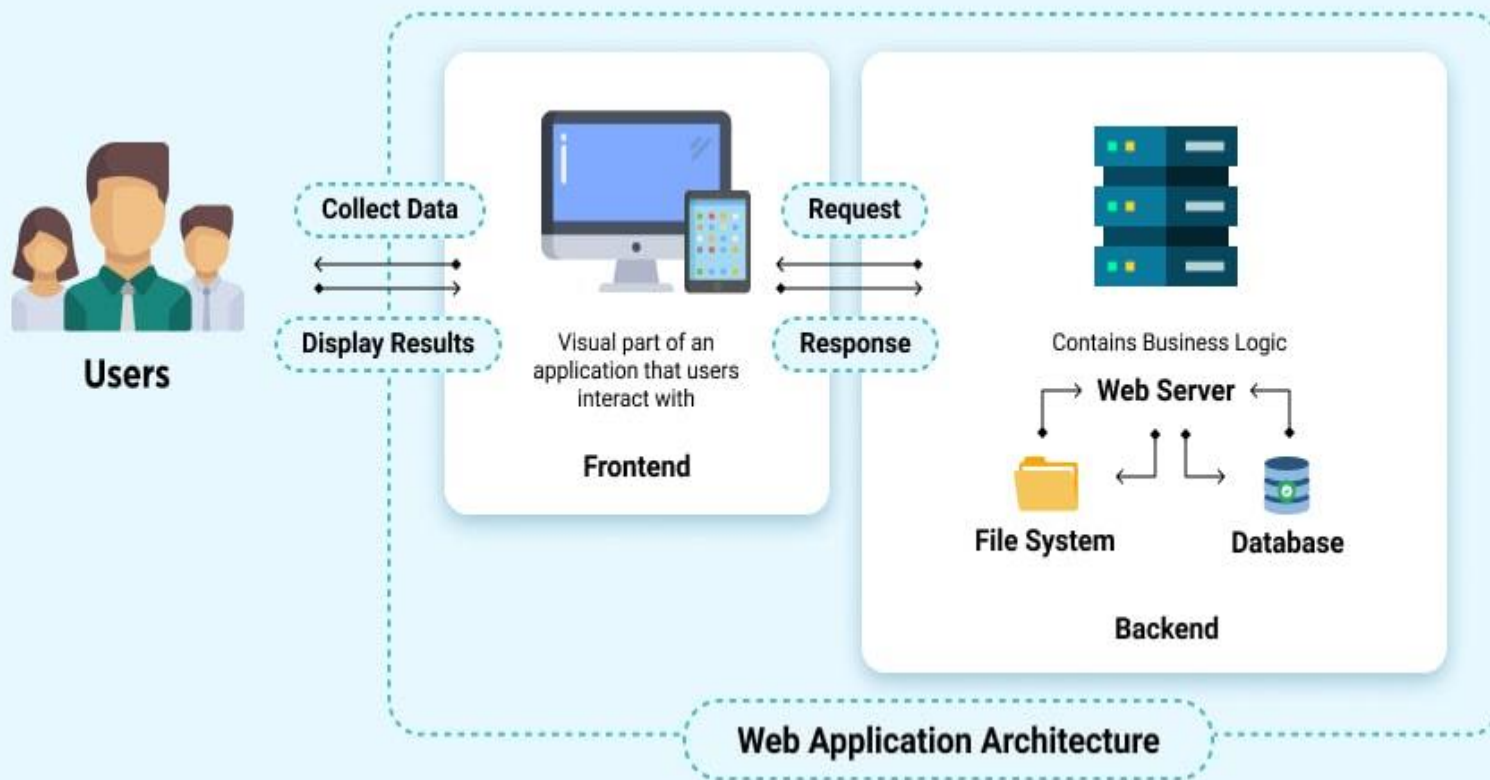 Collect Data
Display Results
Users
Visual part of an
application that users
interact with
Frontend
Request
Response
Contains Business Logic
Web Server
File System
Database
Backend
Web Application Architecture